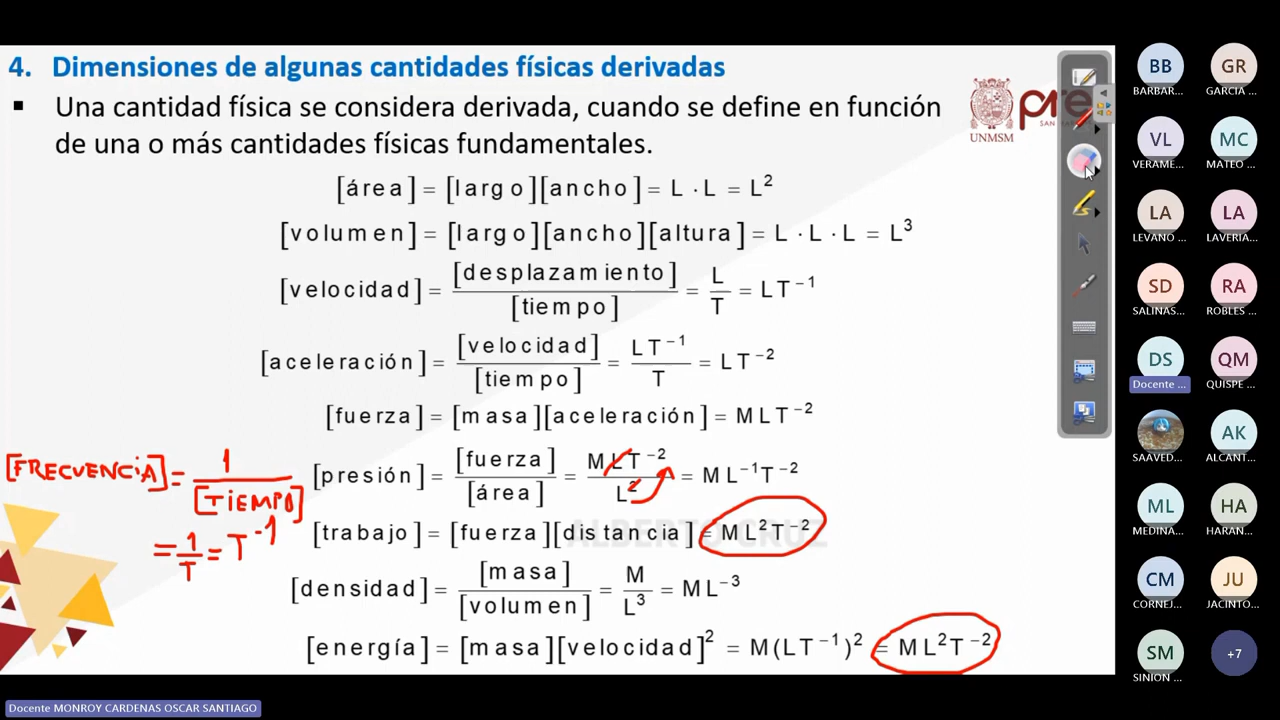 4. Dimensiones de algunas cantidades físicas derivadas
▪ Una cantidad física se considera derivada, cuando se define en función
de una o más cantidades físicas fundamentales.
UNMSM
pre
[área] = [largo][ancho] = L · L = L²
[volumen] = [largo][ancho][altura] = L · L · L = L³
[velocidad] = [desplazamiento]/[tiempo] = L/T = LT⁻¹
[aceleración] = [velocidad]/[tiempo] = LT⁻¹/T = LT⁻²
[fuerza] = [masa][aceleración] = MLT⁻²
[presión] = [fuerza]/[área] = MLT⁻²/L² = ML⁻¹T⁻²
[FRECUENCiA] = 1/[TiEMPO]
= 1/T = T⁻¹
[trabajo] = [fuerza][distancia] = ML²T⁻²
ALBERTO CRUZ
[densidad] = [masa]/[volumen] = M/L³ = ML⁻³
[energía] = [masa][velocidad]² = M(LT⁻¹)² = ML²T⁻²
BB GR
BARBAR... GARCIA ...
VL MC
VERAME... MATEO ...
LA LA
LEVANO ... LAVERIA...
SD RA
SALINAS... ROBLES ...
DS QM
Docente ... QUISPE ...
AK
SAAVED... ALCANT...
ML HA
MEDINA... HARAN...
CM JU
CORNEJ... JACINTO...
SM +7
SINION ...
Docente MONROY CARDENAS OSCAR SANTIAGO